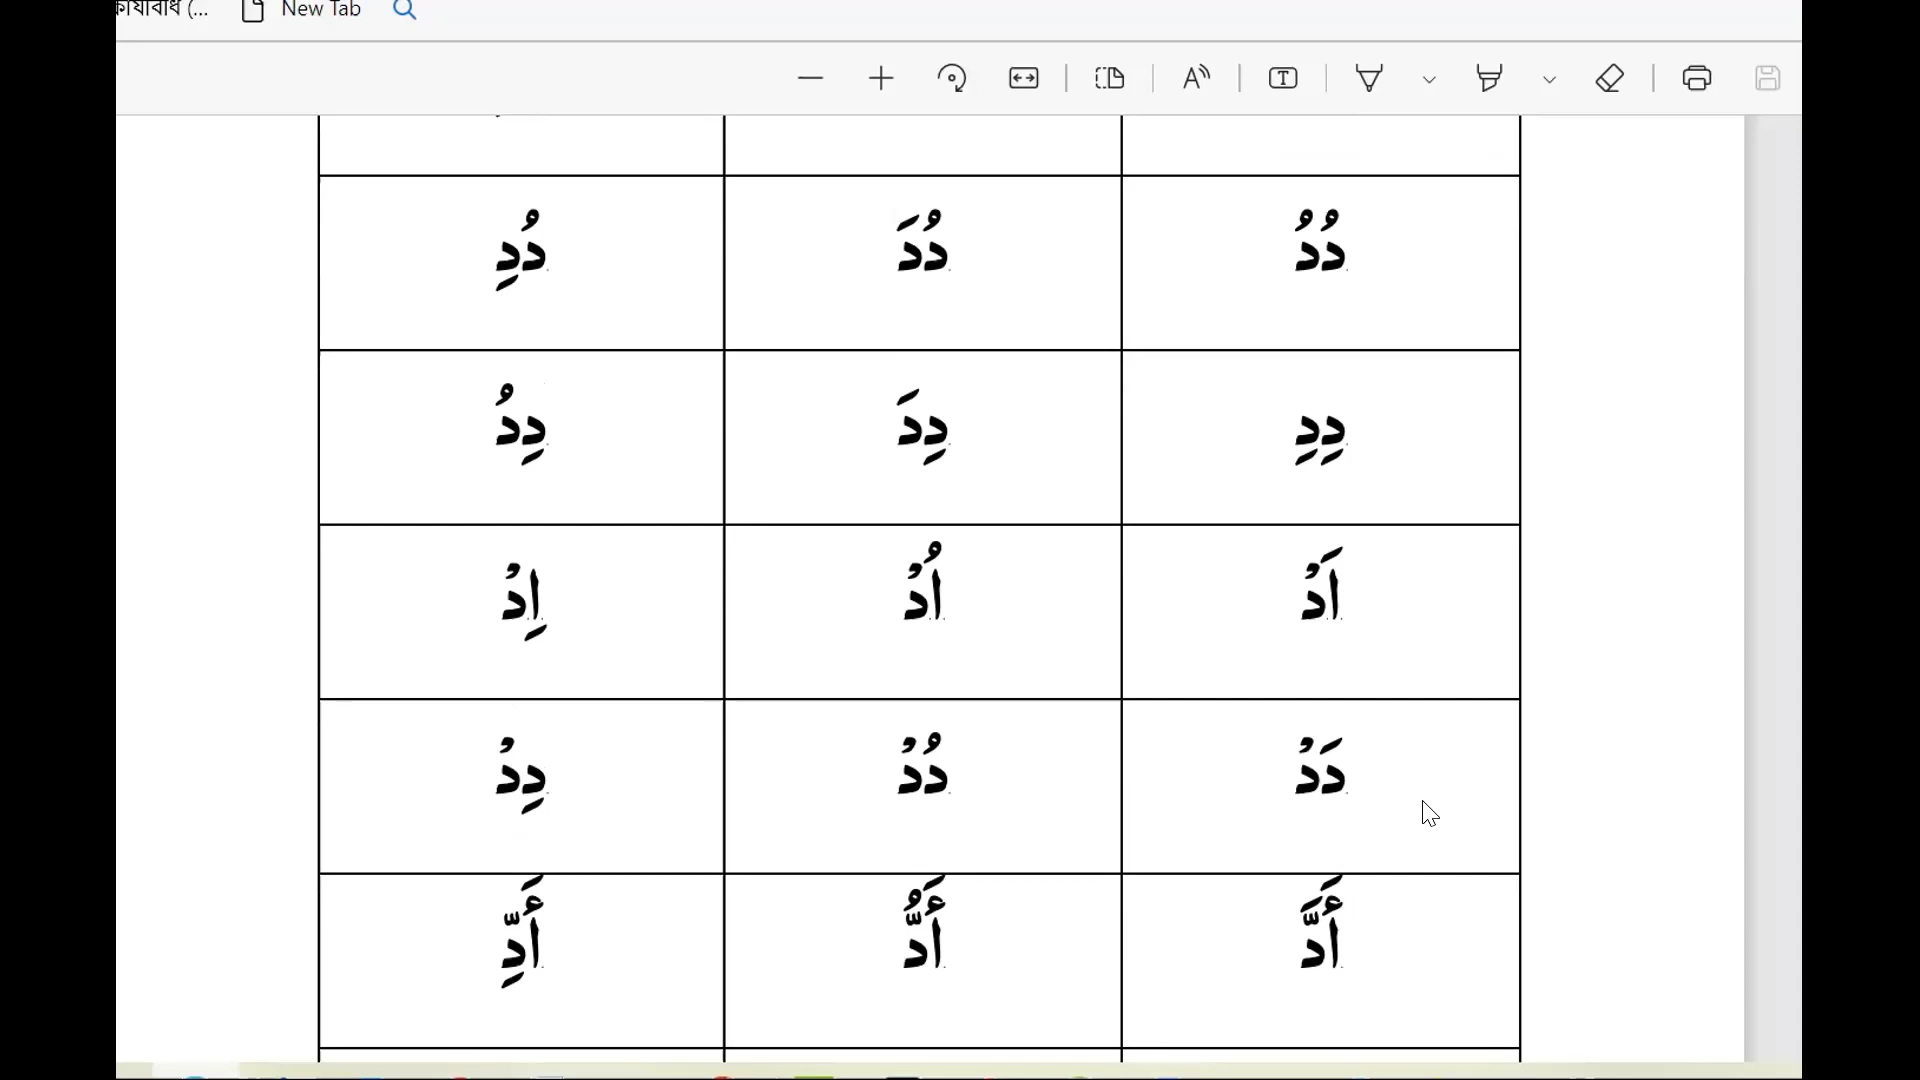 New Tab
دُدُ دُدَ دُدِ
دِدِ دِدَ دِدُ
اَدْ اُدْ اِدْ
دَدْ دُدْ دِدْ
أَدَّ أَدُّ أَدِّ